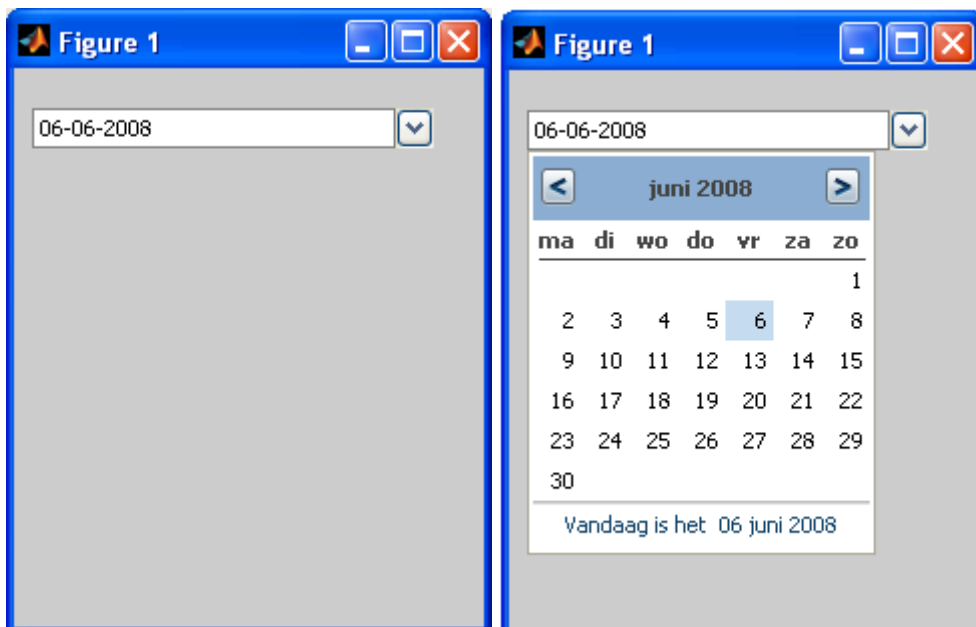 Figure 1
06-06-2008
Figure 1
06-06-2008
< juni 2008 >
ma di wo do vr za zo
1
2 3 4 5 6 7 8
9 10 11 12 13 14 15
16 17 18 19 20 21 22
23 24 25 26 27 28 29
30
Vandaag is het 06 juni 2008